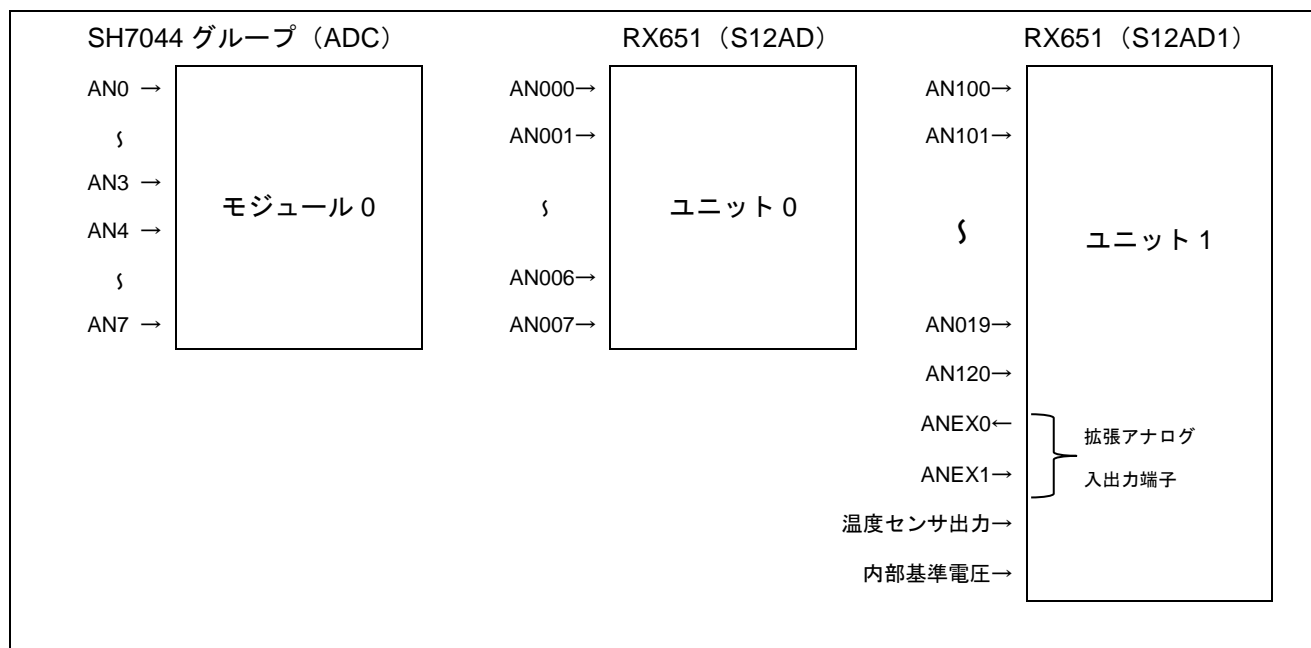 SH7044 グループ（ADC）
AN0 →
∽
AN3 →
AN4 →
∽
AN7 →
モジュール 0
RX651（S12AD）
AN000→
AN001→
∽
AN006→
AN007→
ユニット 0
RX651（S12AD1）
AN100→
AN101→
∽
AN019→
AN120→
ANEX0←
ANEX1→
温度センサ出力→
内部基準電圧→
ユニット 1
拡張アナログ
入出力端子